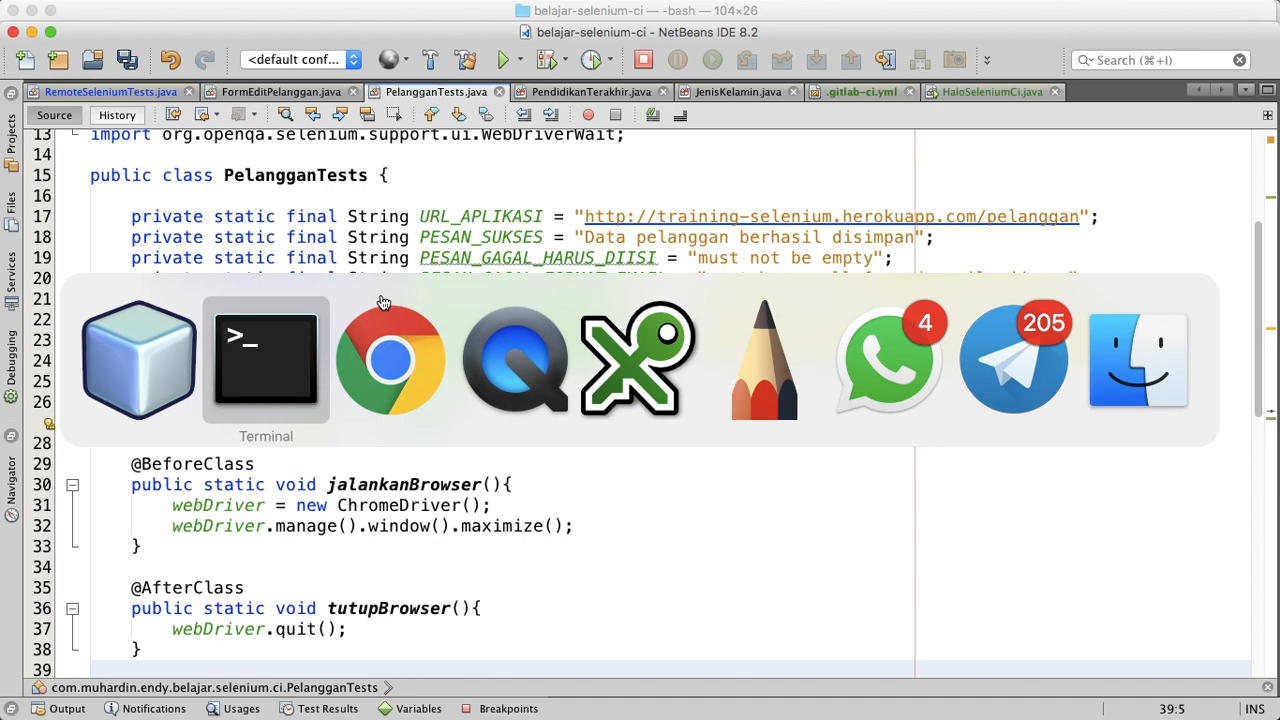 belajar-selenium-ci — -bash — 104×26
belajar-selenium-ci - NetBeans IDE 8.2
<default conf...
Search (⌘+I)
RemoteSeleniumTests.java
FormEditPelanggan.java
PelangganTests.java
PendidikanTerakhir.java
JenisKelamin.java
.gitlab-ci.yml
HaloSeleniumCi.java
Source
History
Projects
Files
Services
Debugging
Navigator
13 import org.openqa.selenium.support.ui.WebDriverWait;
14
15 public class PelangganTests {
16
17 private static final String URL_APLIKASI = "http://training-selenium.herokuapp.com/pelanggan";
18 private static final String PESAN_SUKSES = "Data pelanggan berhasil disimpan";
19 private static final String PESAN_GAGAL_HARUS_DIISI = "must not be empty";
20
21
22
23
24
25
26
4
205
>_
Terminal
28
29 @BeforeClass
30 public static void jalankanBrowser(){
31 webDriver = new ChromeDriver();
32 webDriver.manage().window().maximize();
33 }
34
35 @AfterClass
36 public static void tutupBrowser(){
37 webDriver.quit();
38 }
39
com.muhardin.endy.belajar.selenium.ci.PelangganTests
Output
Notifications
Usages
Test Results
Variables
Breakpoints
39:5
INS